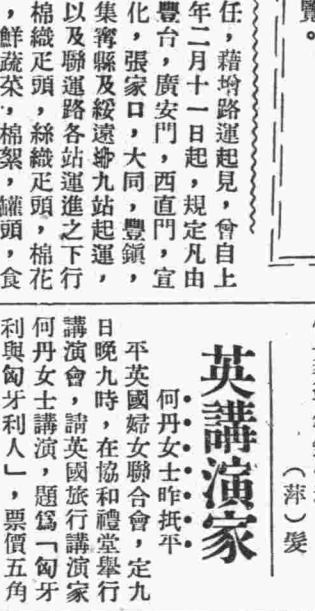 覽。
任，藉增路運起見，曾自上
年二月十一日起，規定凡由
豐台，廣安門，西直門，宣
化，張家口，大同，豐鎮，
集寗縣及綏遠等九站起運，
以及聯運路各站運進之下行
棉織疋頭，絲織疋頭，棉花
，鮮蔬菜，棉絮，罐頭，食
（萍）髮
英講演家
何丹女士昨抵平
平英國婦女聯合會，定九
日晚九時，在協和禮堂舉行
講演會，請英國旅行講演家
何丹女士講演，題爲「匈牙
利與匈牙利人」，票價五角